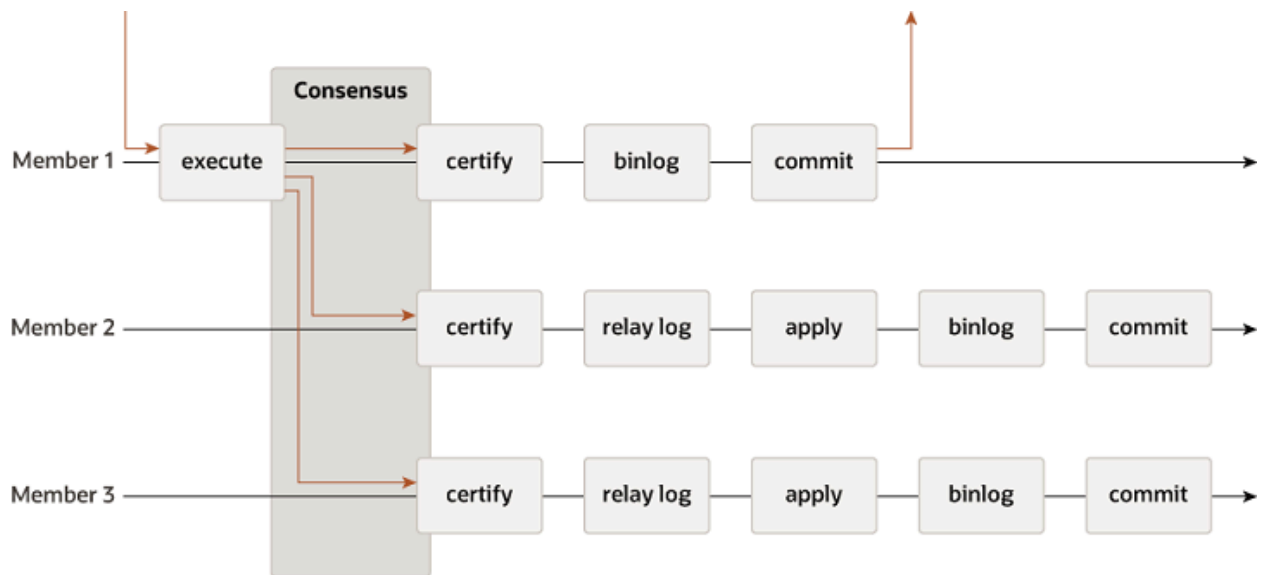 Consensus
Member 1 execute certify binlog commit
Member 2 certify relay log apply binlog commit
Member 3 certify relay log apply binlog commit